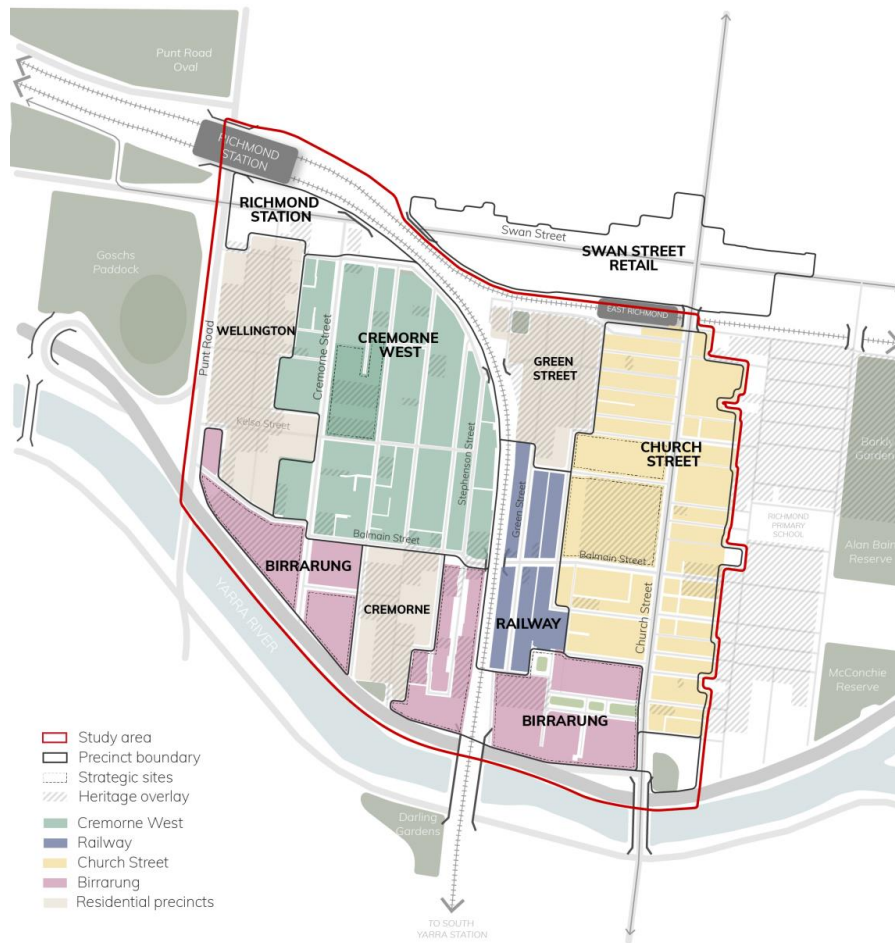 Punt Road
Oval
RICHMOND
STATION
RICHMOND
STATION
Swan Street
SWAN STREET
RETAIL
Goschs
Paddock
EAST RICHMOND
WELLINGTON
Cremorne Street
CREMORNE
WEST
GREEN
STREET
Punt Road
Kelso Street
Stephenson Street
CHURCH
STREET
Barkly
Gardens
Green Street
RICHMOND
PRIMARY
SCHOOL
Balmain Street
Balmain Street
Alan Bain
Reserve
BIRRARUNG
YARRA RIVER
CREMORNE
RAILWAY
Church Street
McConchie
Reserve
BIRRARUNG
Study area
Precinct boundary
Strategic sites
Heritage overlay
Cremorne West
Railway
Church Street
Birrarung
Residential precincts
Darling
Gardens
TO SOUTH
YARRA STATION